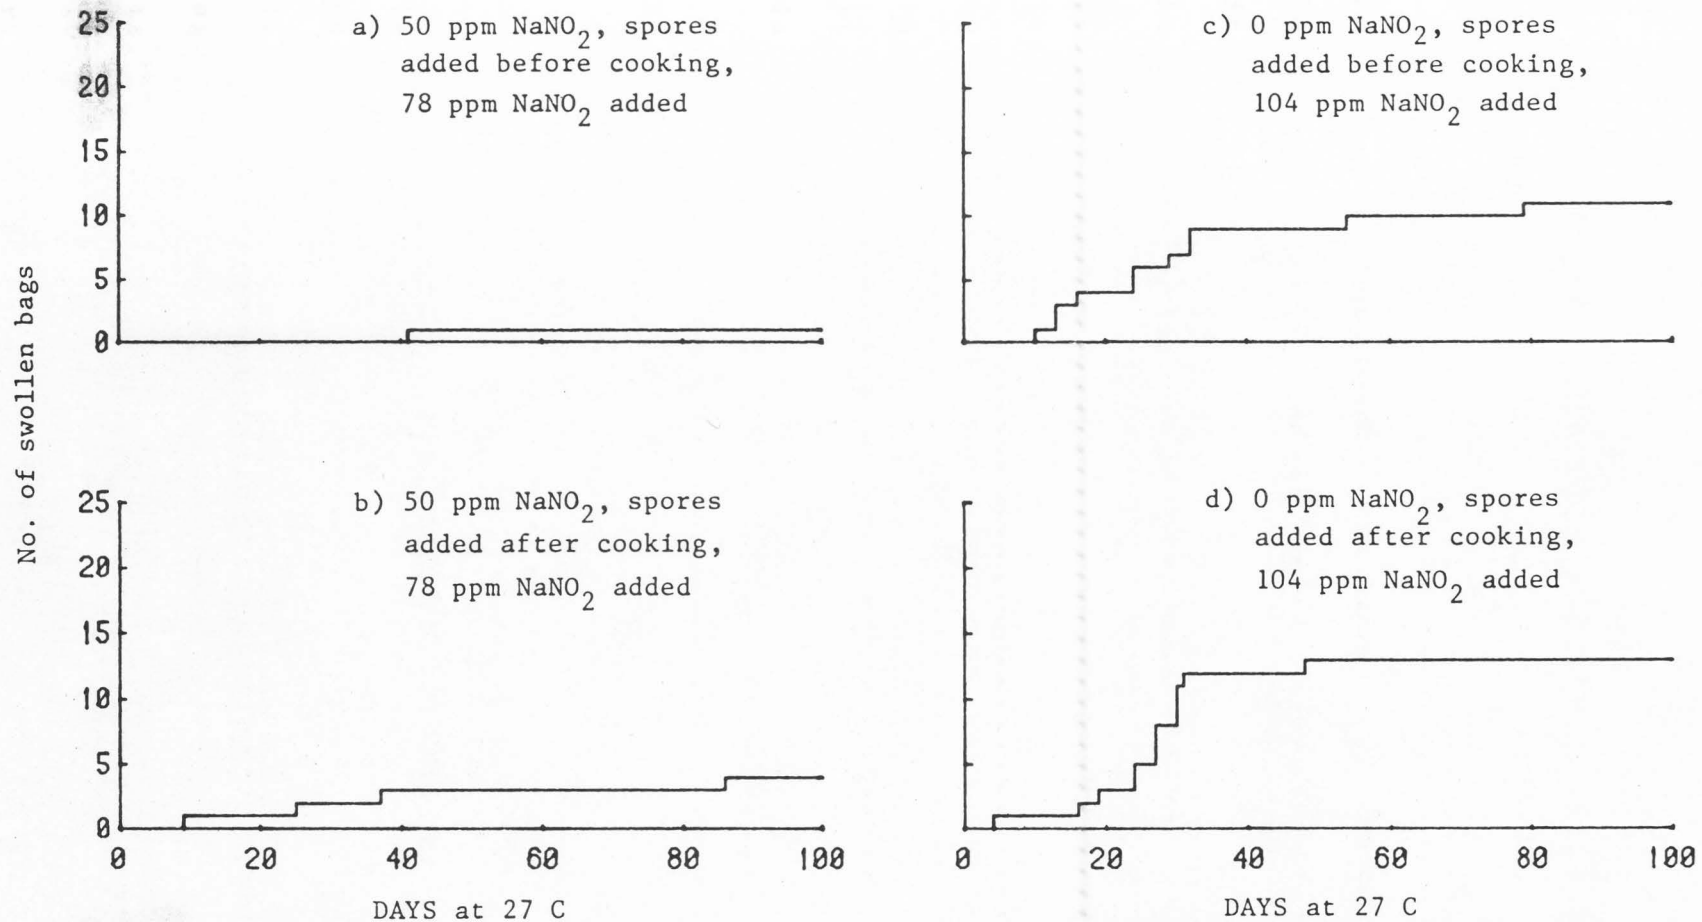 No. of swollen bags
25
20
15
10
5
0
a) 50 ppm NaNO2, spores
added before cooking,
78 ppm NaNO2 added
c) 0 ppm NaNO2, spores
added before cooking,
104 ppm NaNO2 added
25
20
15
10
5
0
b) 50 ppm NaNO2, spores
added after cooking,
78 ppm NaNO2 added
0 20 40 60 80 100
DAYS at 27 C
d) 0 ppm NaNO2, spores
added after cooking,
104 ppm NaNO2 added
0 20 40 60 80 100
DAYS at 27 C